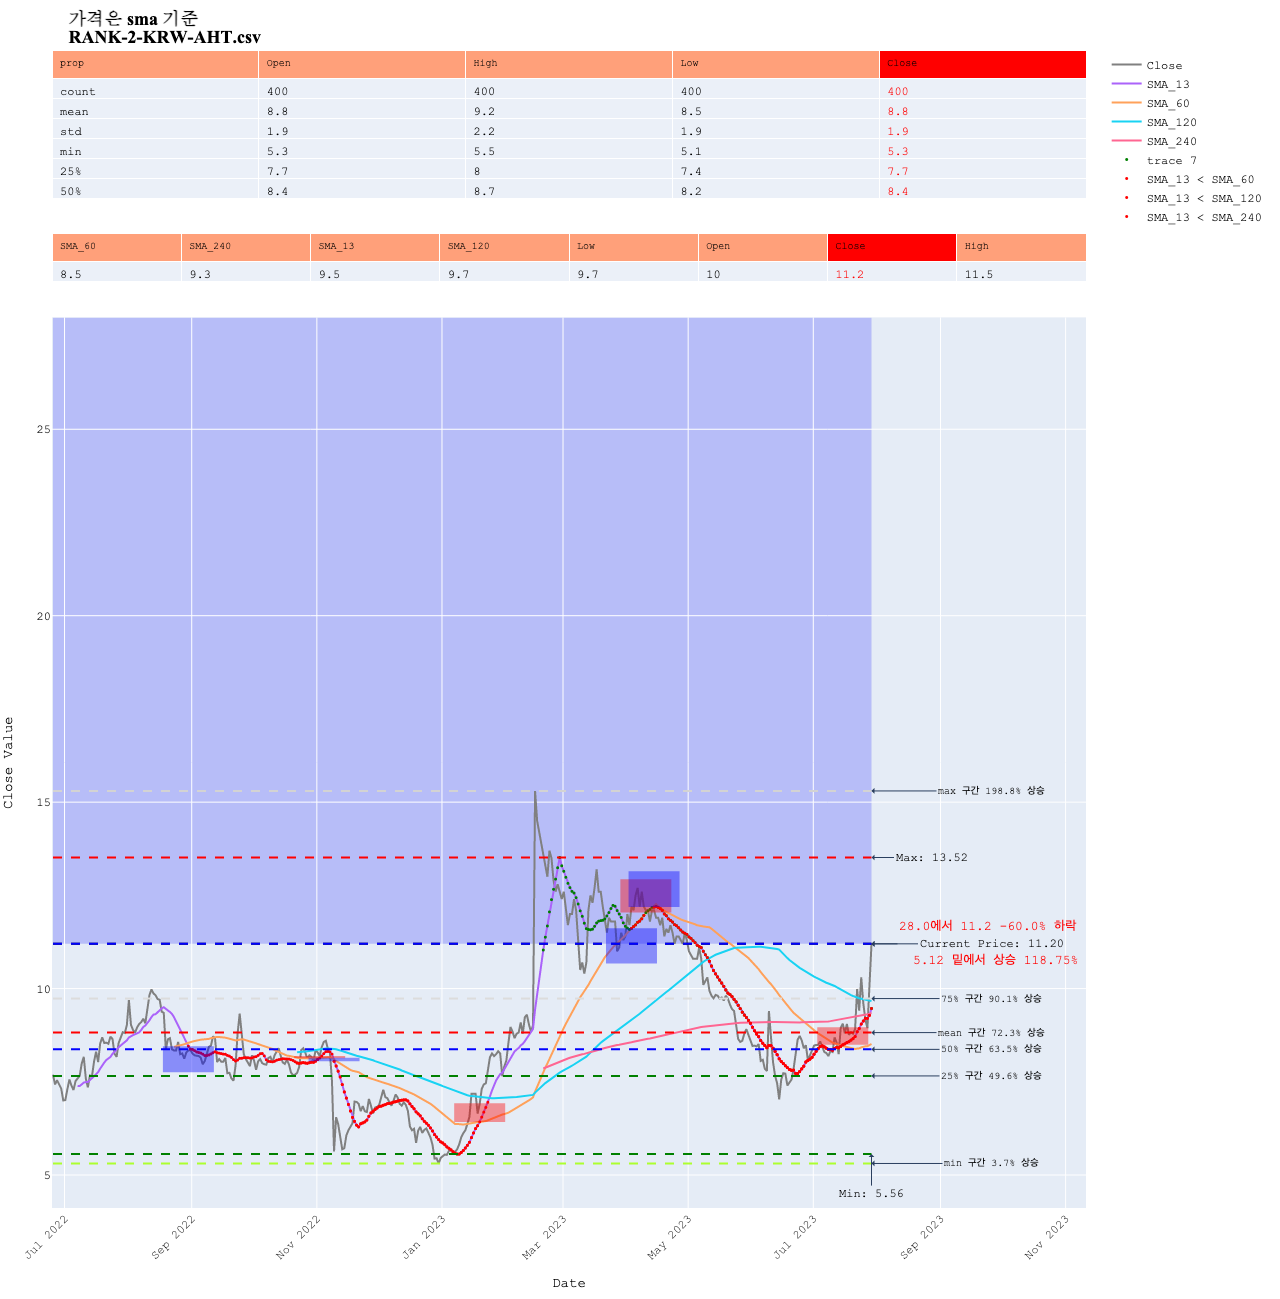 가격은 sma 기준
RANK-2-KRW-AHT.csv
prop Open High Low Close
count 400 400 400 400
mean 8.8 9.2 8.5 8.8
std 1.9 2.2 1.9 1.9
min 5.3 5.5 5.1 5.3
25% 7.7 8 7.4 7.7
50% 8.4 8.7 8.2 8.4
SMA_60 SMA_240 SMA_13 SMA_120 Low Open Close High
8.5 9.3 9.5 9.7 9.7 10 11.2 11.5
Close
SMA_13
SMA_60
SMA_120
SMA_240
trace 7
SMA_13 < SMA_60
SMA_13 < SMA_120
SMA_13 < SMA_240
Close Value
25
20
15
10
5
max 구간 198.8% 상승
Max: 13.52
28.0에서 11.2 -60.0% 하락
Current Price: 11.20
5.12 밑에서 상승 118.75%
75% 구간 90.1% 상승
mean 구간 72.3% 상승
50% 구간 63.5% 상승
25% 구간 49.6% 상승
min 구간 3.7% 상승
Min: 5.56
Jul 2022
Sep 2022
Nov 2022
Jan 2023
Mar 2023
May 2023
Jul 2023
Sep 2023
Nov 2023
Date